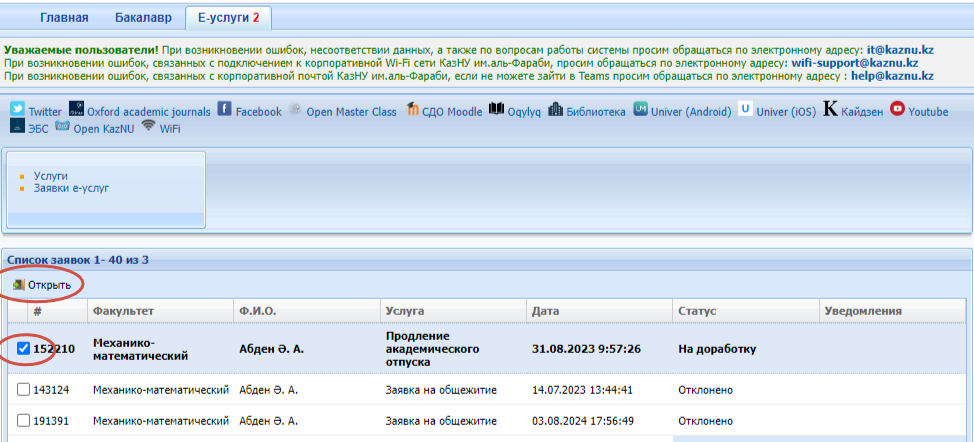 Главная Бакалавр Е-услуги 2
Уважаемые пользователи! При возникновении ошибок, несоответствии данных, а также по вопросам работы системы просим обращаться по электронному адресу: it@kaznu.kz
При возникновении ошибок, связанных с подключением к корпоративной Wi-Fi сети КазНУ им.аль-Фараби, просим обращаться по электронному адресу: wifi-support@kaznu.kz
При возникновении ошибок, связанных с корпоративной почтой КазНУ им.аль-Фараби, если не можете зайти в Teams просим обращаться по электронному адресу : help@kaznu.kz
Twitter Oxford academic journals Facebook Open Master Class СДО Moodle Oqylyq Библиотека Univer (Android) Univer (iOS) Кайдзен Youtube
ЭБС Open KazNU WiFi
Услуги
Заявки е-услуг
Список заявок 1- 40 из 3
Открыть
# Факультет Ф.И.О. Услуга Дата Статус Уведомления
152210 Механико-математический Абден Ә. А. Продление академического отпуска 31.08.2023 9:57:26 На доработку
143124 Механико-математический Абден Ә. А. Заявка на общежитие 14.07.2023 13:44:41 Отклонено
191391 Механико-математический Абден Ә. А. Заявка на общежитие 03.08.2024 17:56:49 Отклонено